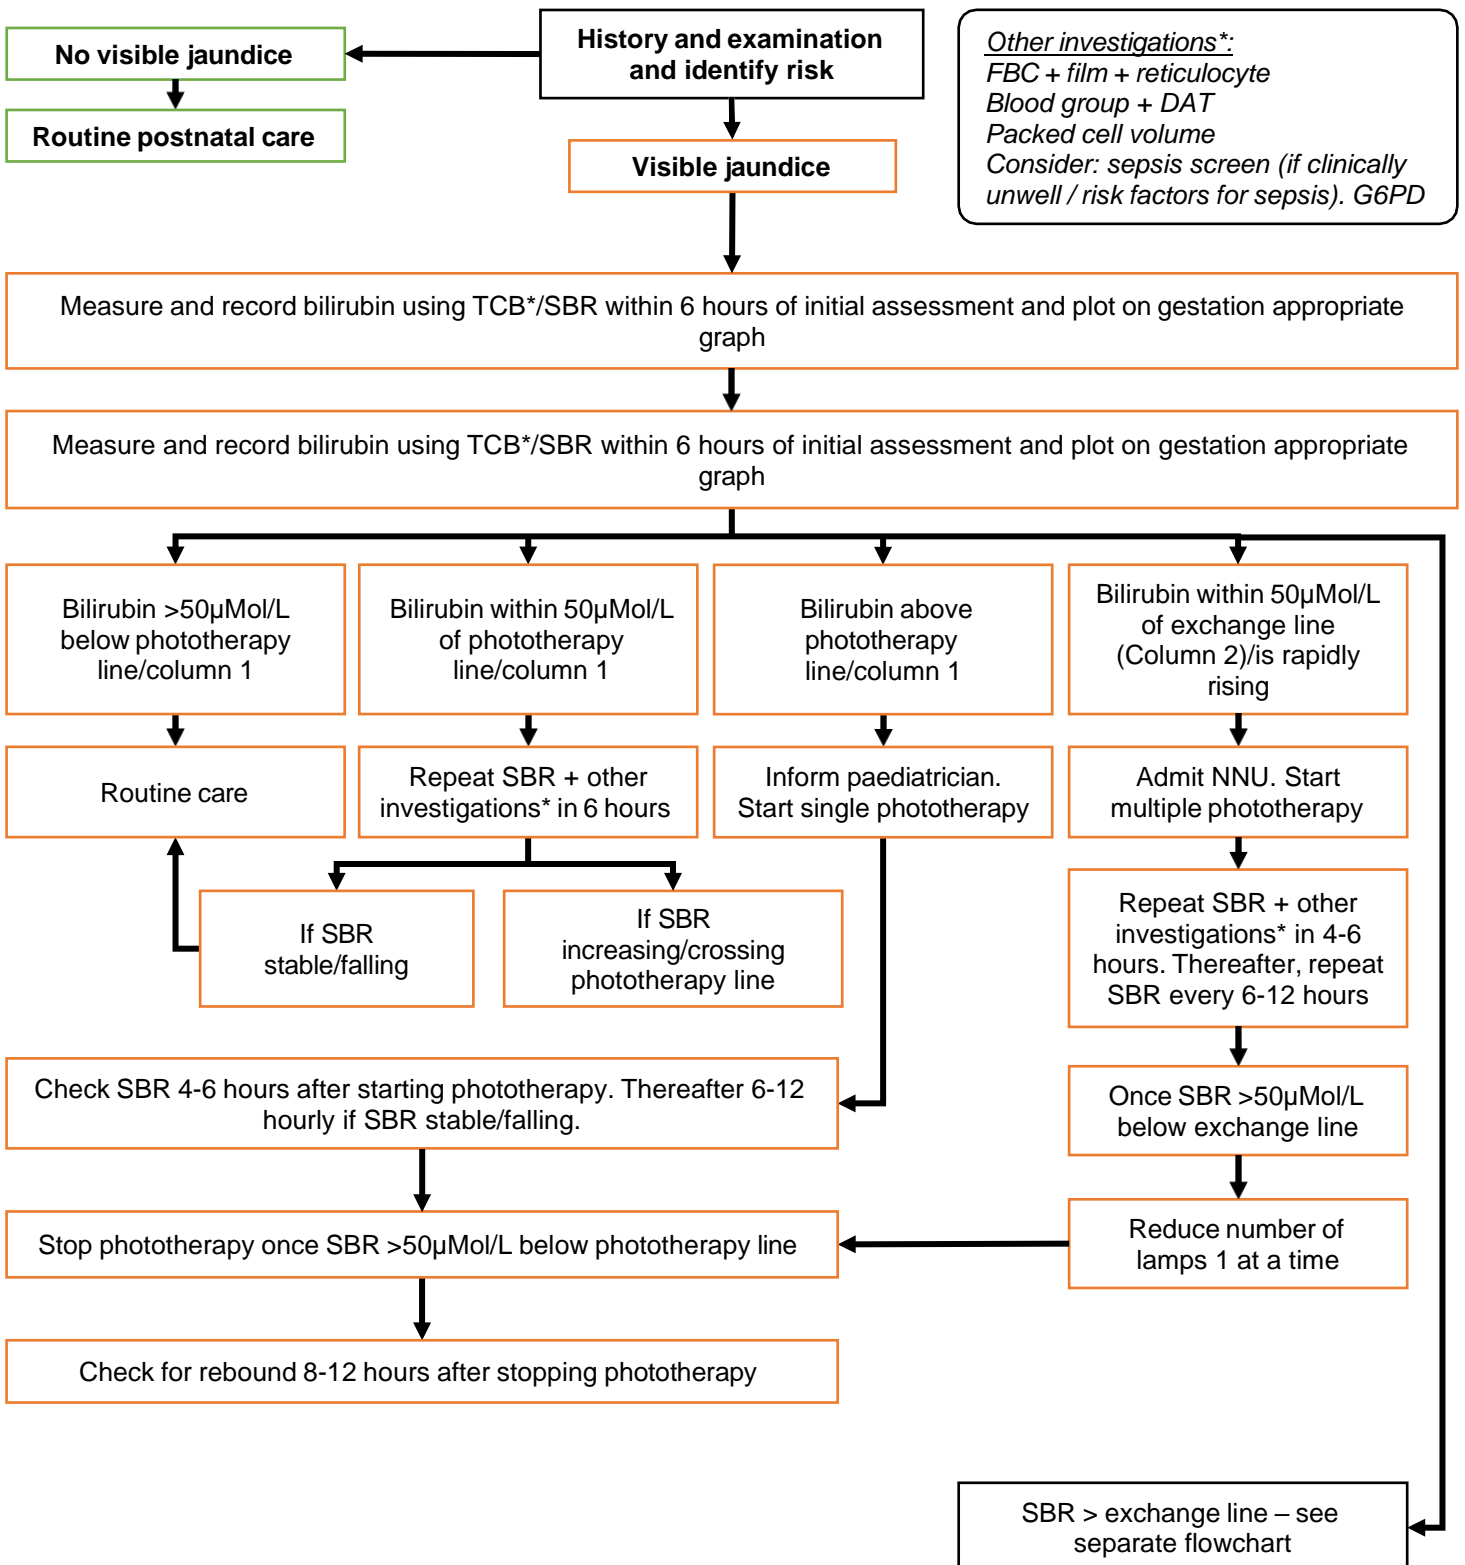 No visible jaundice
History and examination
and identify risk
Other investigations*:
FBC + film + reticulocyte
Blood group + DAT
Packed cell volume
Consider: sepsis screen (if clinically
unwell / risk factors for sepsis). G6PD
Routine postnatal care
Visible jaundice
Measure and record bilirubin using TCB*/SBR within 6 hours of initial assessment and plot on gestation appropriate
graph
Measure and record bilirubin using TCB*/SBR within 6 hours of initial assessment and plot on gestation appropriate
graph
Bilirubin >50µMol/L
below phototherapy
line/column 1
Bilirubin within 50µMol/L
of phototherapy
line/column 1
Bilirubin above
phototherapy
line/column 1
Bilirubin within 50µMol/L
of exchange line
(Column 2)/is rapidly
rising
Routine care
Repeat SBR + other
investigations* in 6 hours
Inform paediatrician.
Start single phototherapy
Admit NNU. Start
multiple phototherapy
If SBR
stable/falling
If SBR
increasing/crossing
phototherapy line
Repeat SBR + other
investigations* in 4-6
hours. Thereafter, repeat
SBR every 6-12 hours
Check SBR 4-6 hours after starting phototherapy. Thereafter 6-12
hourly if SBR stable/falling.
Once SBR >50µMol/L
below exchange line
Stop phototherapy once SBR >50µMol/L below phototherapy line
Reduce number of
lamps 1 at a time
Check for rebound 8-12 hours after stopping phototherapy
SBR > exchange line – see
separate flowchart